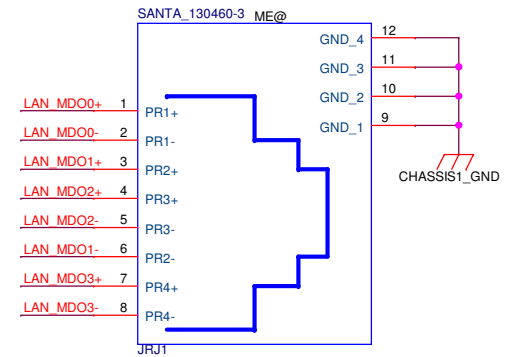 SANTA_130460-3 ME@
GND_4 12
GND_3 11
GND_2 10
GND_1 9
CHASSIS1_GND
LAN_MDO0+ 1 PR1+
LAN_MDO0- 2 PR1-
LAN_MDO1+ 3 PR2+
LAN_MDO2+ 4 PR3+
LAN_MDO2- 5 PR3-
LAN_MDO1- 6 PR2-
LAN_MDO3+ 7 PR4+
LAN_MDO3- 8 PR4-
JRJ1